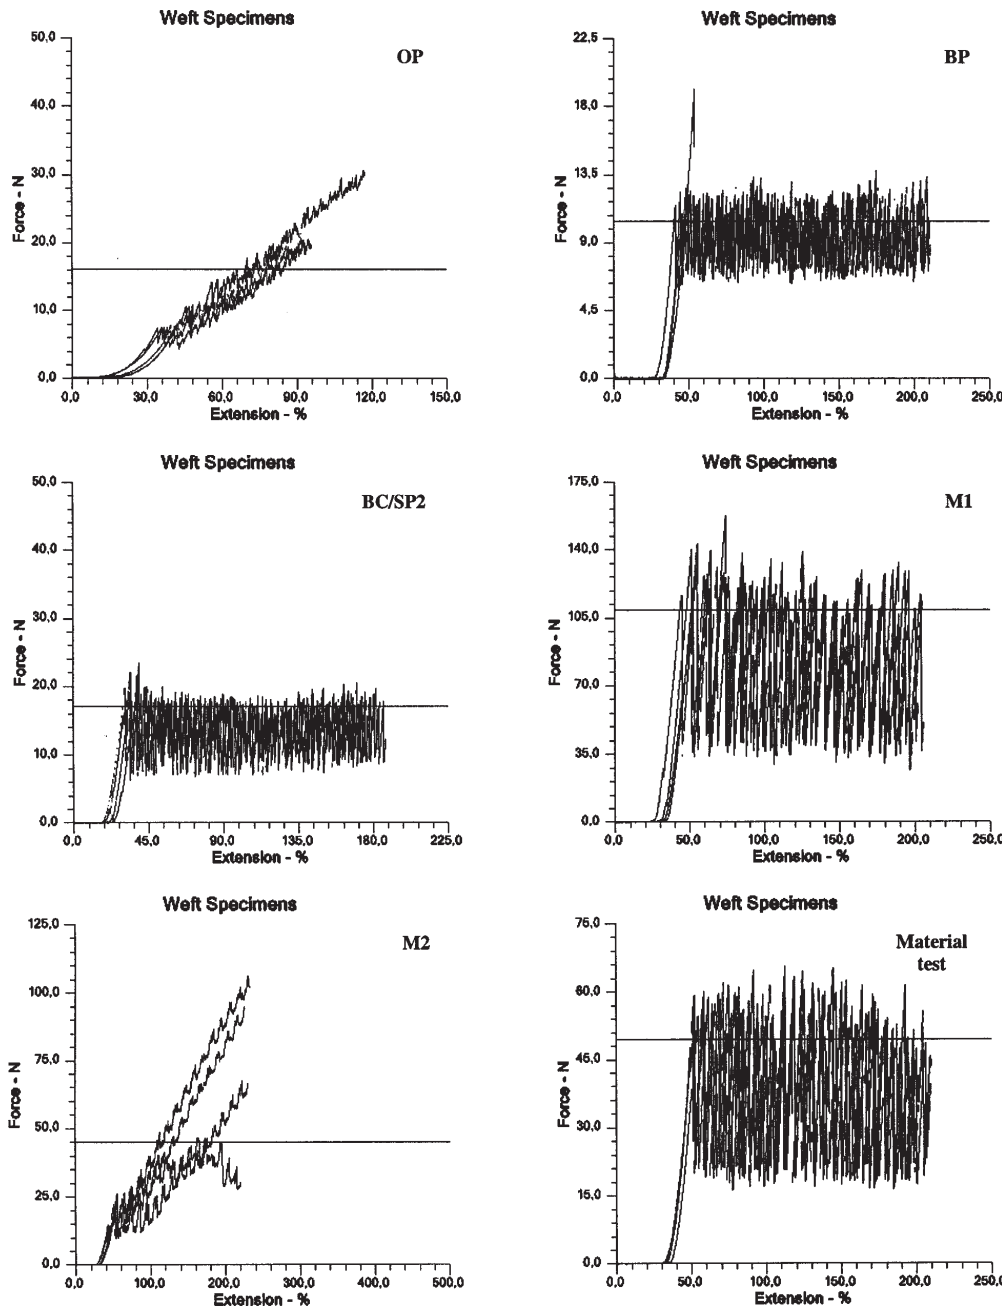 Weft Specimens
OP
Force - N
50,0
40,0
30,0
20,0
10,0
0,0
0,0 30,0 60,0 90,0 120,0 150,0
Extension - %
Weft Specimens
BP
Force - N
22,5
18,0
13,5
9,0
4,5
0,0
0,0 50,0 100,0 150,0 200,0 250,0
Extension - %
Weft Specimens
BC/SP2
Force - N
50,0
40,0
30,0
20,0
10,0
0,0
0,0 45,0 90,0 135,0 180,0 225,0
Extension - %
Weft Specimens
M1
Force - N
175,0
140,0
105,0
70,0
35,0
0,0
0,0 50,0 100,0 150,0 200,0 250,0
Extension - %
Weft Specimens
M2
Force - N
125,0
100,0
75,0
50,0
25,0
0,0
0,0 100,0 200,0 300,0 400,0 500,0
Extension - %
Weft Specimens
Material
test
Force - N
75,0
60,0
45,0
30,0
15,0
0,0
0,0 50,0 100,0 150,0 200,0 250,0
Extension - %